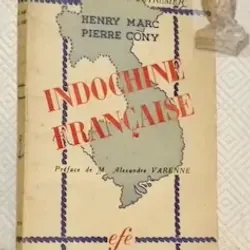 HENRY MARC
PIERRE CONY
INDOCHINE
FRANÇAISE
Préface de M. Alexandre VARENNE
efe